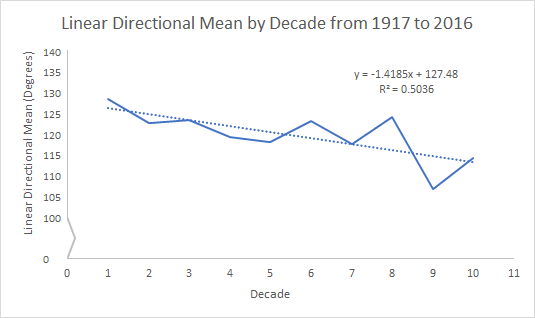 Linear Directional Mean by Decade from 1917 to 2016
y = -1.4185x + 127.48
R² = 0.5036
Linear Directional Mean (Degrees)
140
135
130
125
120
115
110
105
100
0
0 1 2 3 4 5 6 7 8 9 10 11
Decade